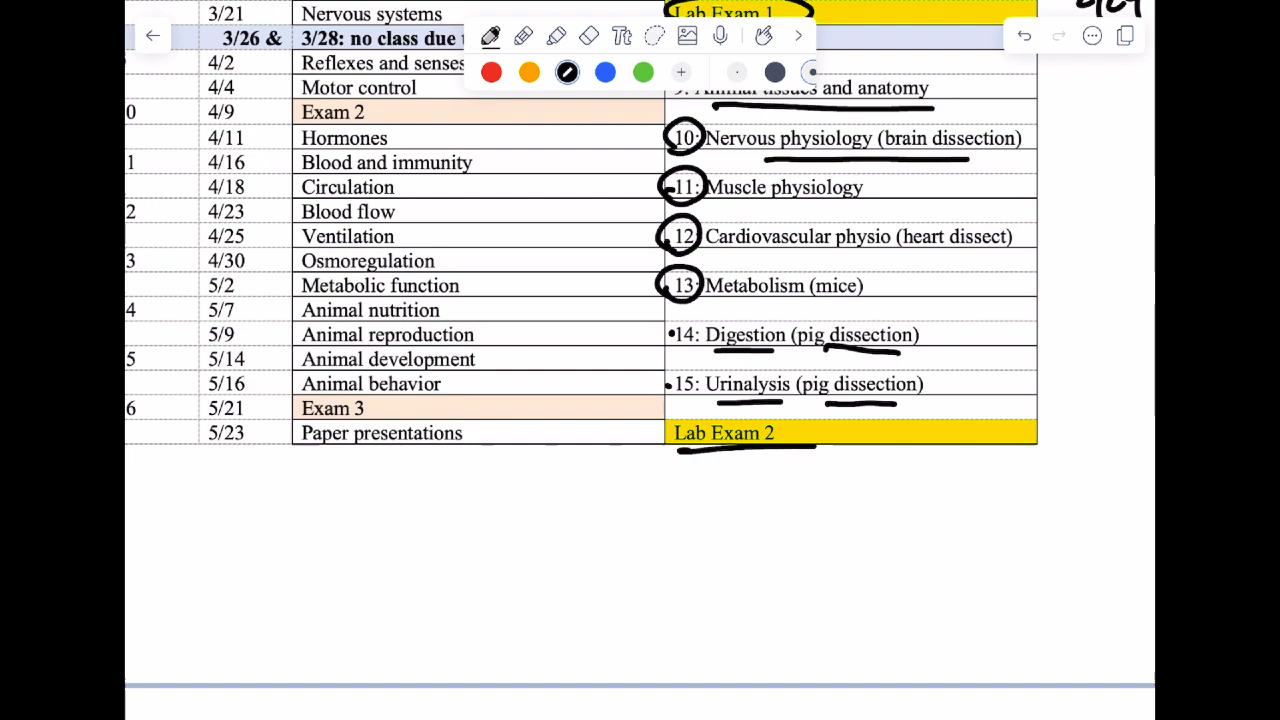 3/21 Nervous systems Lab Exam 1
3/26 & 3/28: no class due
4/2 Reflexes and senses
4/4 Motor control 9: Animal tissues and anatomy
0 4/9 Exam 2
4/11 Hormones 10: Nervous physiology (brain dissection)
1 4/16 Blood and immunity
4/18 Circulation 11: Muscle physiology
2 4/23 Blood flow
4/25 Ventilation 12: Cardiovascular physio (heart dissect)
3 4/30 Osmoregulation
5/2 Metabolic function 13: Metabolism (mice)
4 5/7 Animal nutrition
5/9 Animal reproduction 14: Digestion (pig dissection)
5 5/14 Animal development
5/16 Animal behavior 15: Urinalysis (pig dissection)
6 5/21 Exam 3
5/23 Paper presentations Lab Exam 2
Tt